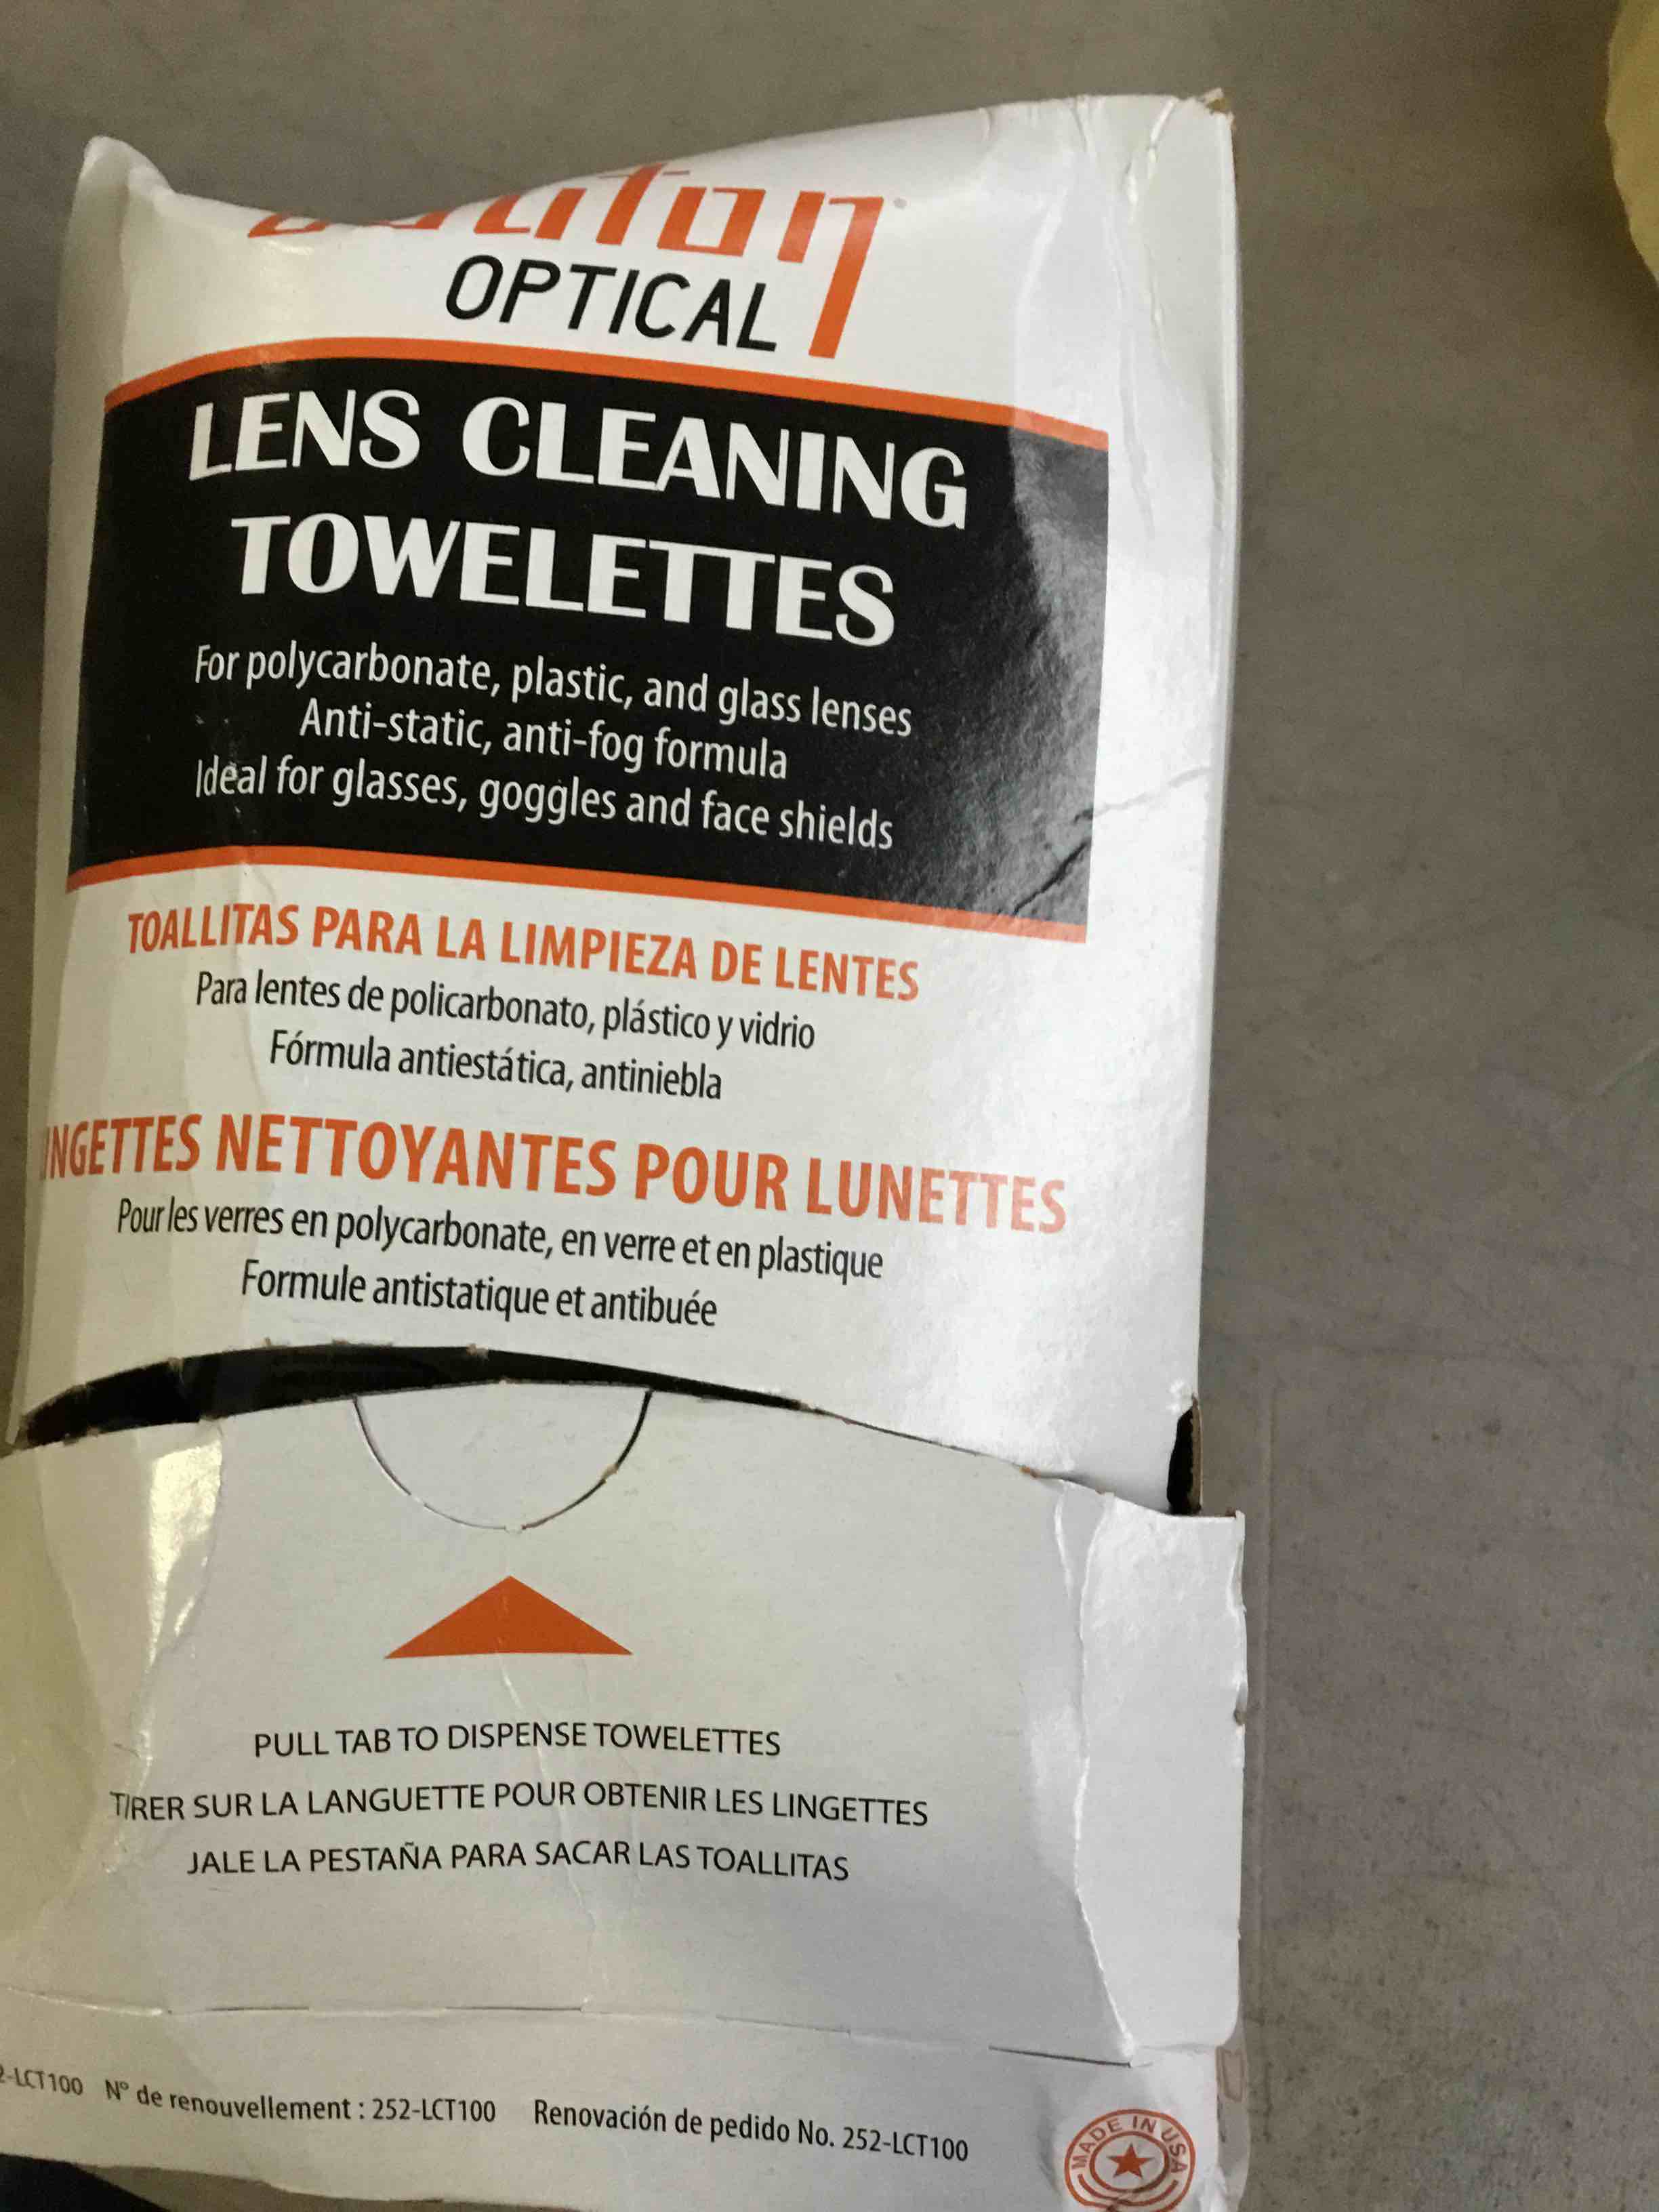 OPTICAL
LENS CLEANING
TOWELETTES
For polycarbonate, plastic, and glass lenses
Anti-static, anti-fog formula
Ideal for glasses, goggles and face shields
TOALLITAS PARA LA LIMPIEZA DE LENTES
Para lentes de policarbonato, plástico y vidrio
Fórmula antiestática, antiniebla
INGETTES NETTOYANTES POUR LUNETTES
Pour les verres en polycarbonate, en verre et en plastique
Formule antistatique et antibuée
PULL TAB TO DISPENSE TOWELETTES
TIRER SUR LA LANGUETTE POUR OBTENIR LES LINGETTES
JALE LA PESTAÑA PARA SACAR LAS TOALLITAS
2-LCT100 Nº de renouvellement : 252-LCT100 Renovación de pedido No. 252-LCT100
MADE IN USA